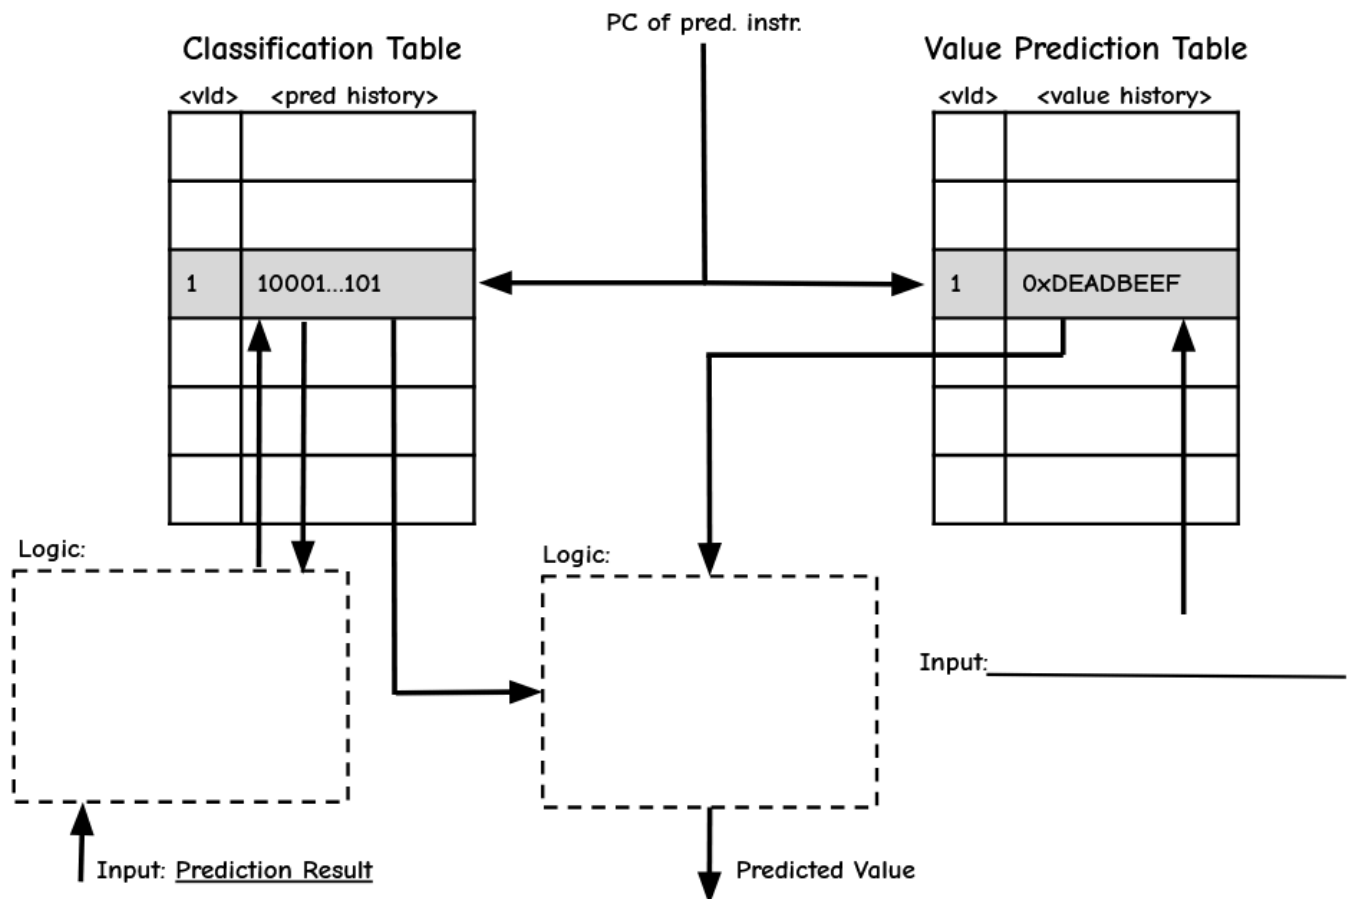 PC of pred. instr.
Classification Table
Value Prediction Table
<vld> <pred history>
<vld> <value history>
1 10001...101
1 0xDEADBEEF
Logic:
Logic:
Input:
Input: Prediction Result
Predicted Value